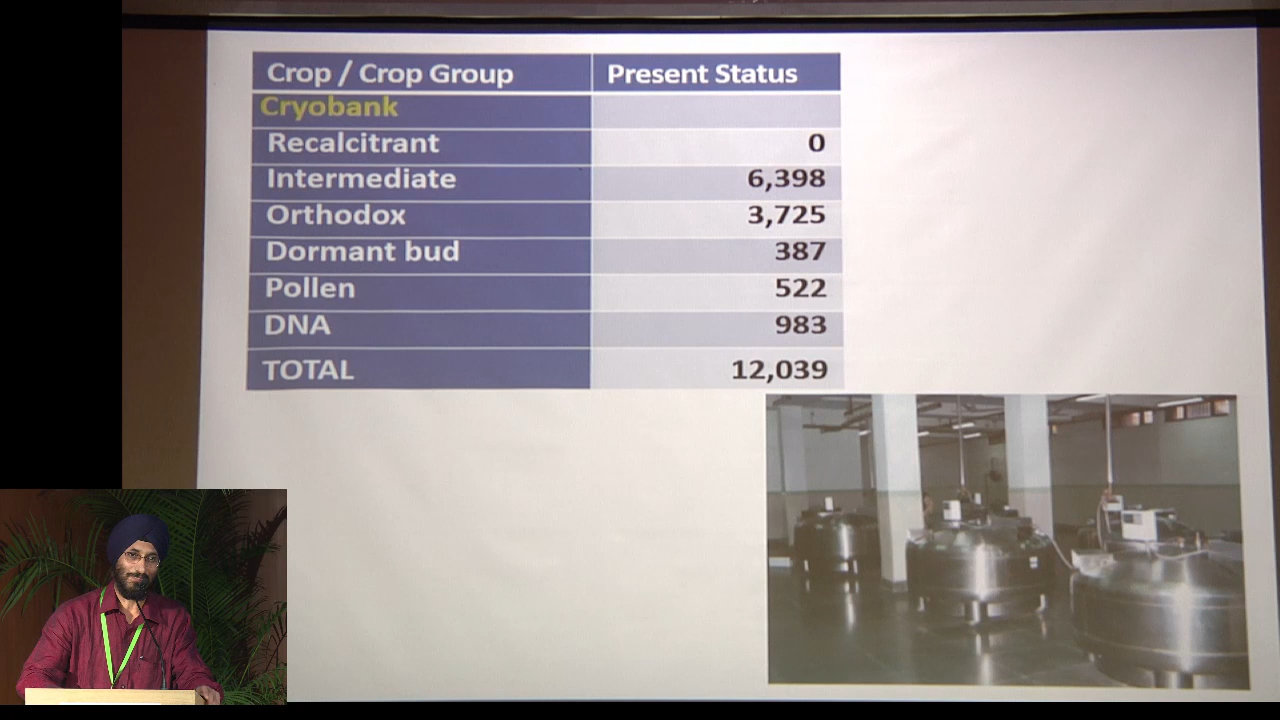 Crop / Crop Group Present Status
Cryobank
Recalcitrant 0
Intermediate 6,398
Orthodox 3,725
Dormant bud 387
Pollen 522
DNA 983
TOTAL 12,039